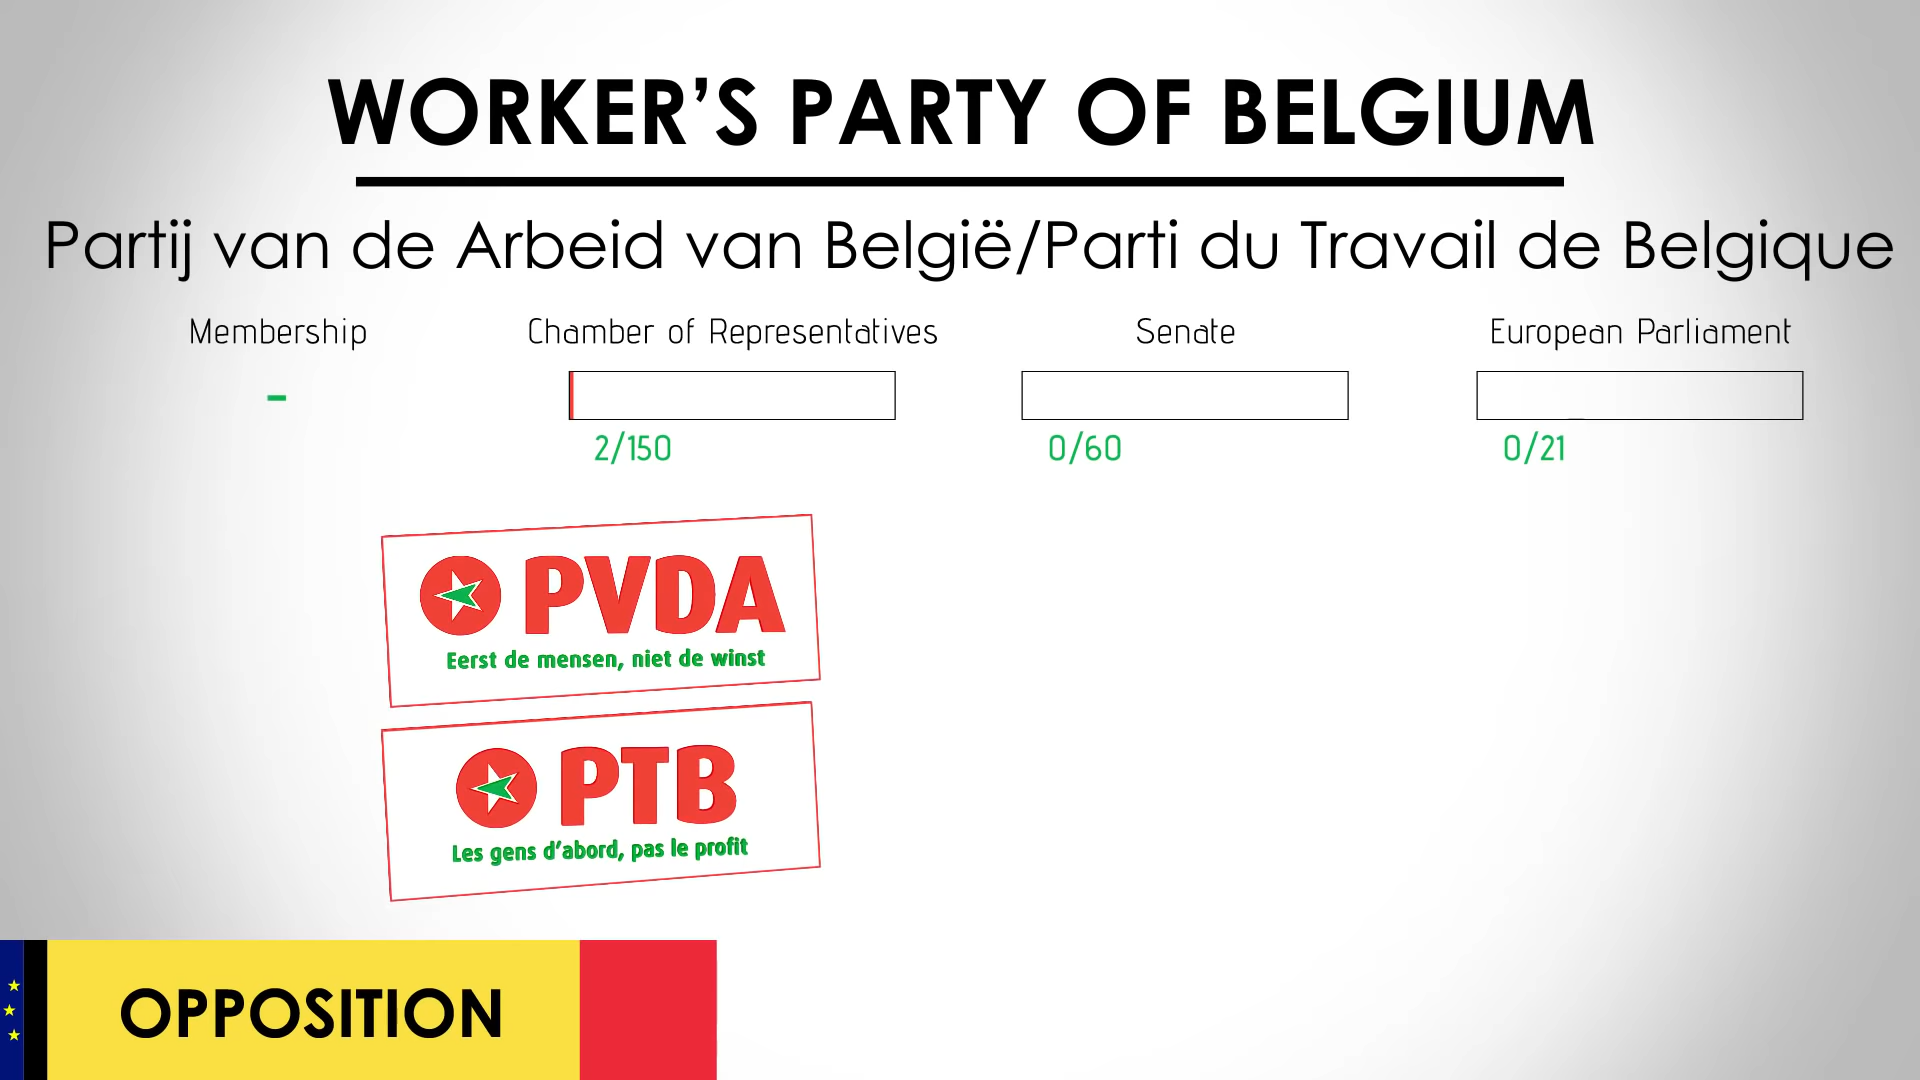 WORKER’S PARTY OF BELGIUM
Partij van de Arbeid van België/Parti du Travail de Belgique
Membership
Chamber of Representatives
Senate
European Parliament
-
2/150
0/60
0/21
PVDA
Eerst de mensen, niet de winst
PTB
Les gens d’abord, pas le profit
OPPOSITION